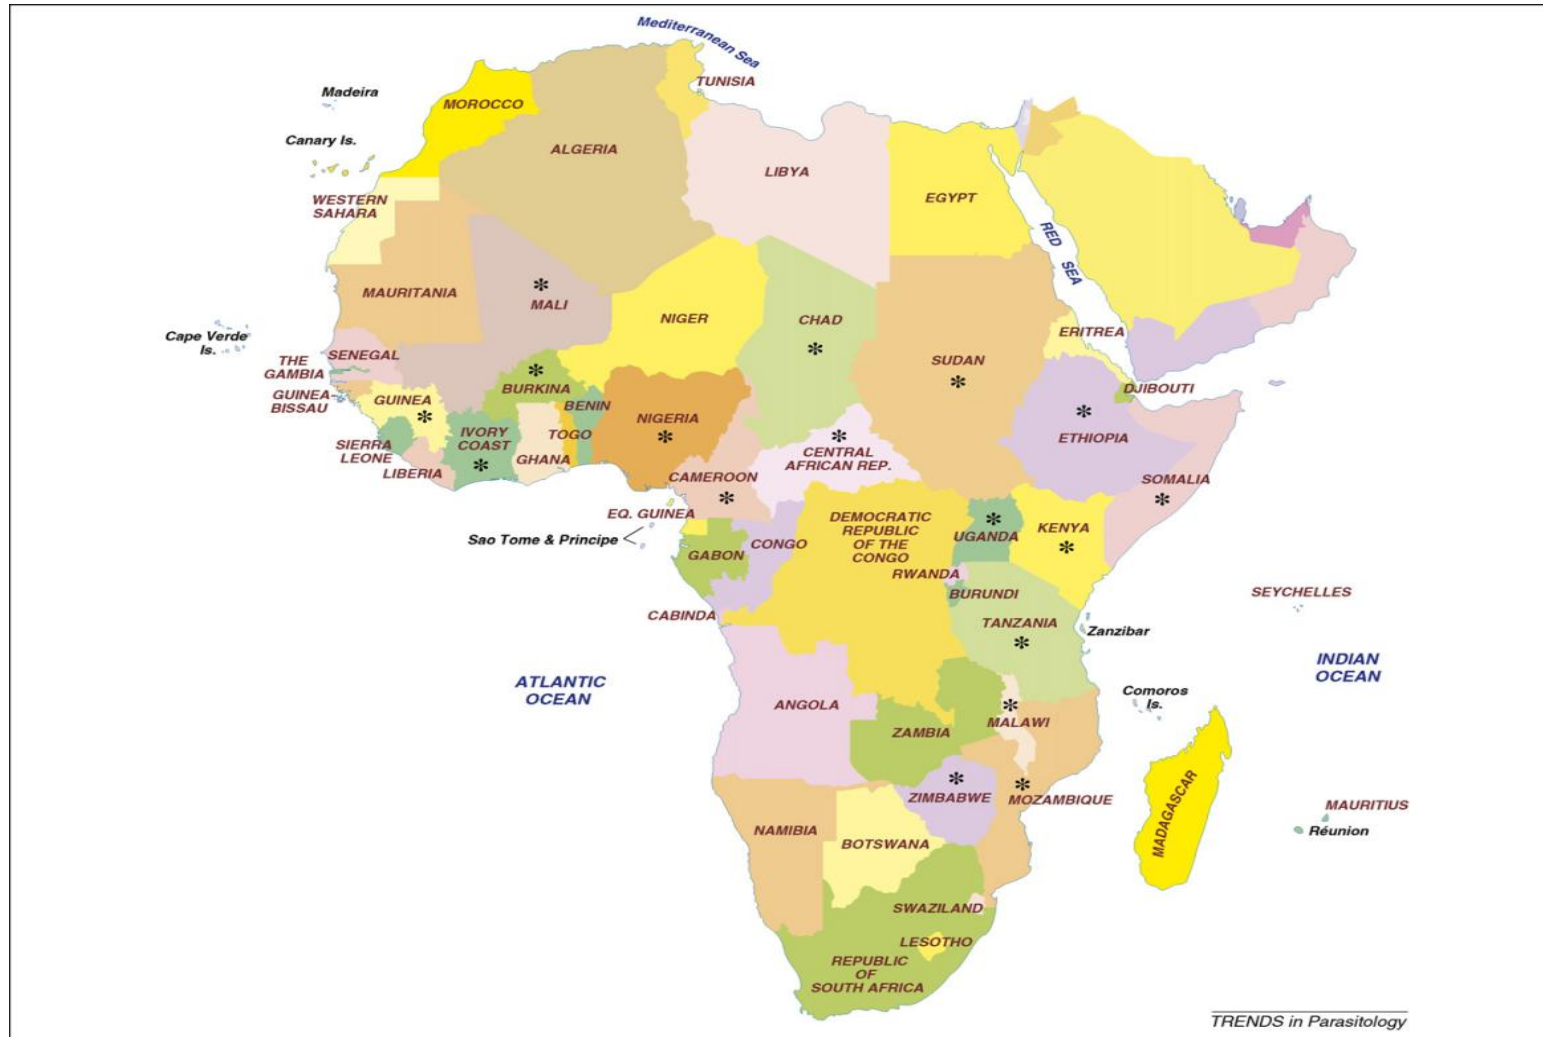 Mediterranean Sea
TUNISIA
Madeira
MOROCCO
Canary Is.
ALGERIA
LIBYA
EGYPT
WESTERN
SAHARA
RED SEA
MAURITANIA
*
MALI
NIGER
CHAD
*
Cape Verde
Is.
SENEGAL
THE
GAMBIA
GUINEA-
BISSAU
GUINEA
*
SIERRA
LEONE
LIBERIA
IVORY
COAST
*
*
BURKINA
BENIN
TOGO
GHANA
NIGERIA
*
SUDAN
*
ERITREA
DJIBOUTI
*
ETHIOPIA
SOMALIA
*
*
CENTRAL
AFRICAN REP.
CAMEROON
*
EQ. GUINEA
Sao Tome & Principe
GABON
CONGO
DEMOCRATIC
REPUBLIC
OF THE
CONGO
*
UGANDA
KENYA
*
RWANDA
BURUNDI
TANZANIA
*
Zanzibar
SEYCHELLES
CABINDA
ATLANTIC
OCEAN
INDIAN
OCEAN
ANGOLA
ZAMBIA
*
MALAWI
Comoros
Is.
*
ZIMBABWE
*
MOZAMBIQUE
MADAGASCAR
MAURITIUS
Réunion
NAMIBIA
BOTSWANA
SWAZILAND
LESOTHO
REPUBLIC
OF
SOUTH AFRICA
TRENDS in Parasitology